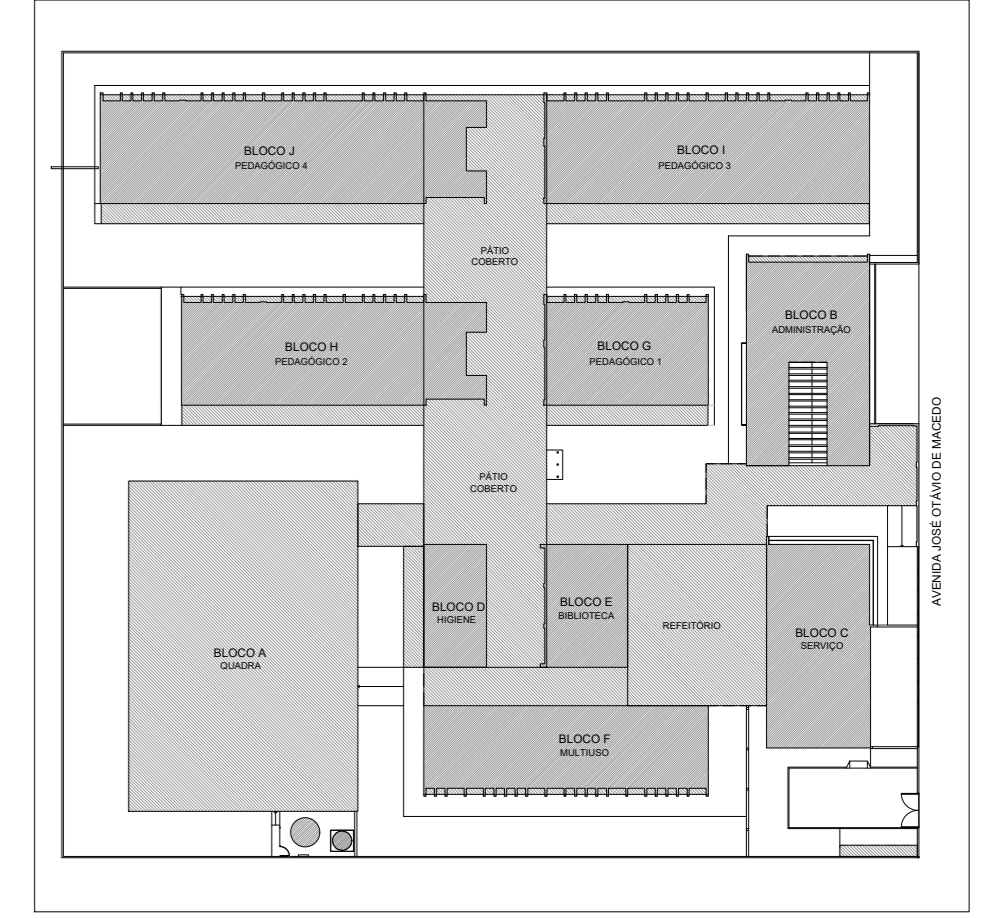 BLOCO J
PEDAGÓGICO 4
BLOCO I
PEDAGÓGICO 3
PÁTIO
COBERTO
BLOCO B
ADMINISTRAÇÃO
BLOCO H
PEDAGÓGICO 2
BLOCO G
PEDAGÓGICO 1
AVENIDA JOSÉ OTÁVIO DE MACEDO
PÁTIO
COBERTO
BLOCO D
HIGIENE
BLOCO E
BIBLIOTECA
REFEITÓRIO
BLOCO C
SERVIÇO
BLOCO A
QUADRA
BLOCO F
MULTIUSO